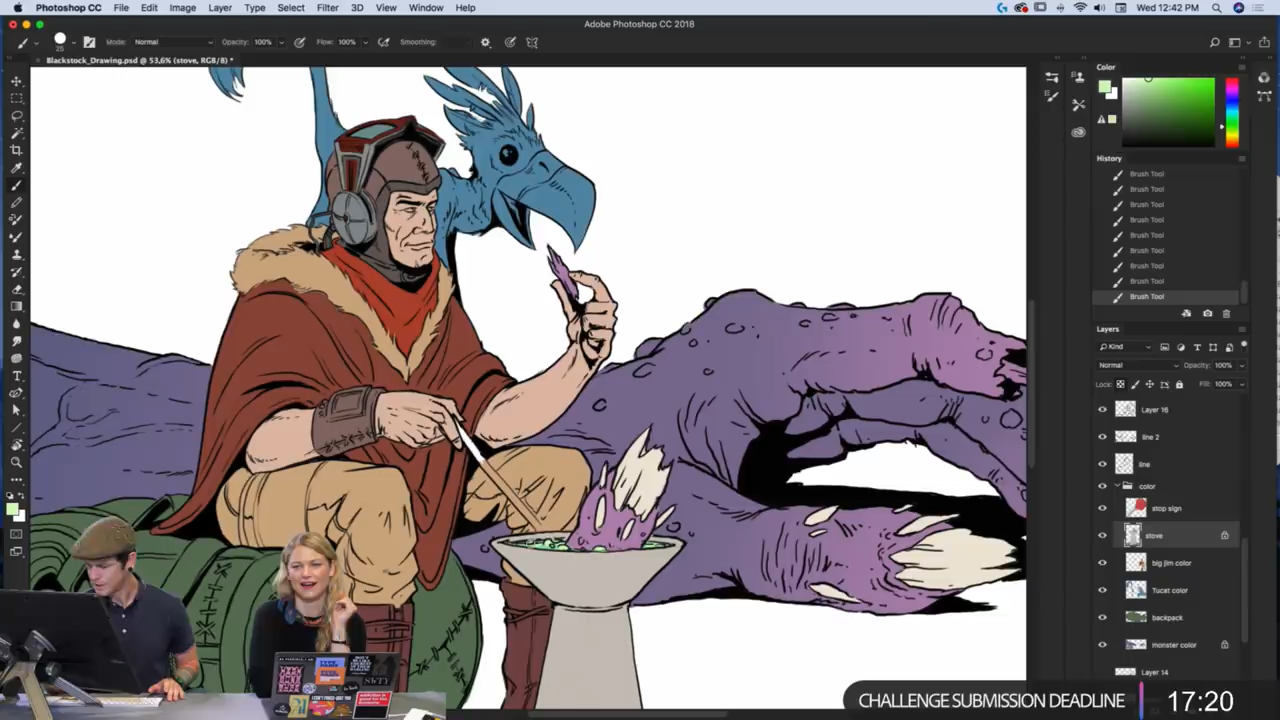 Photoshop CC File Edit Image Layer Type Select Filter 3D View Window Help Wed 12:42 PM
Adobe Photoshop CC 2018
25 Mode: Normal Opacity: 100% Flow: 100% Smoothing:
Blackstock_Drawing.psd @ 53,6% (stove, RGB/8) *
Color
History
Brush Tool
Brush Tool
Brush Tool
Brush Tool
Brush Tool
Brush Tool
Brush Tool
Brush Tool
Brush Tool
Layers
Kind
Normal Opacity: 100%
Lock: Fill: 100%
Layer 16
line 2
line
color
stop sign
stove
big jim color
Tucat color
backpack
monster color
Layer 14
CHALLENGE SUBMISSION DEADLINE 17:20